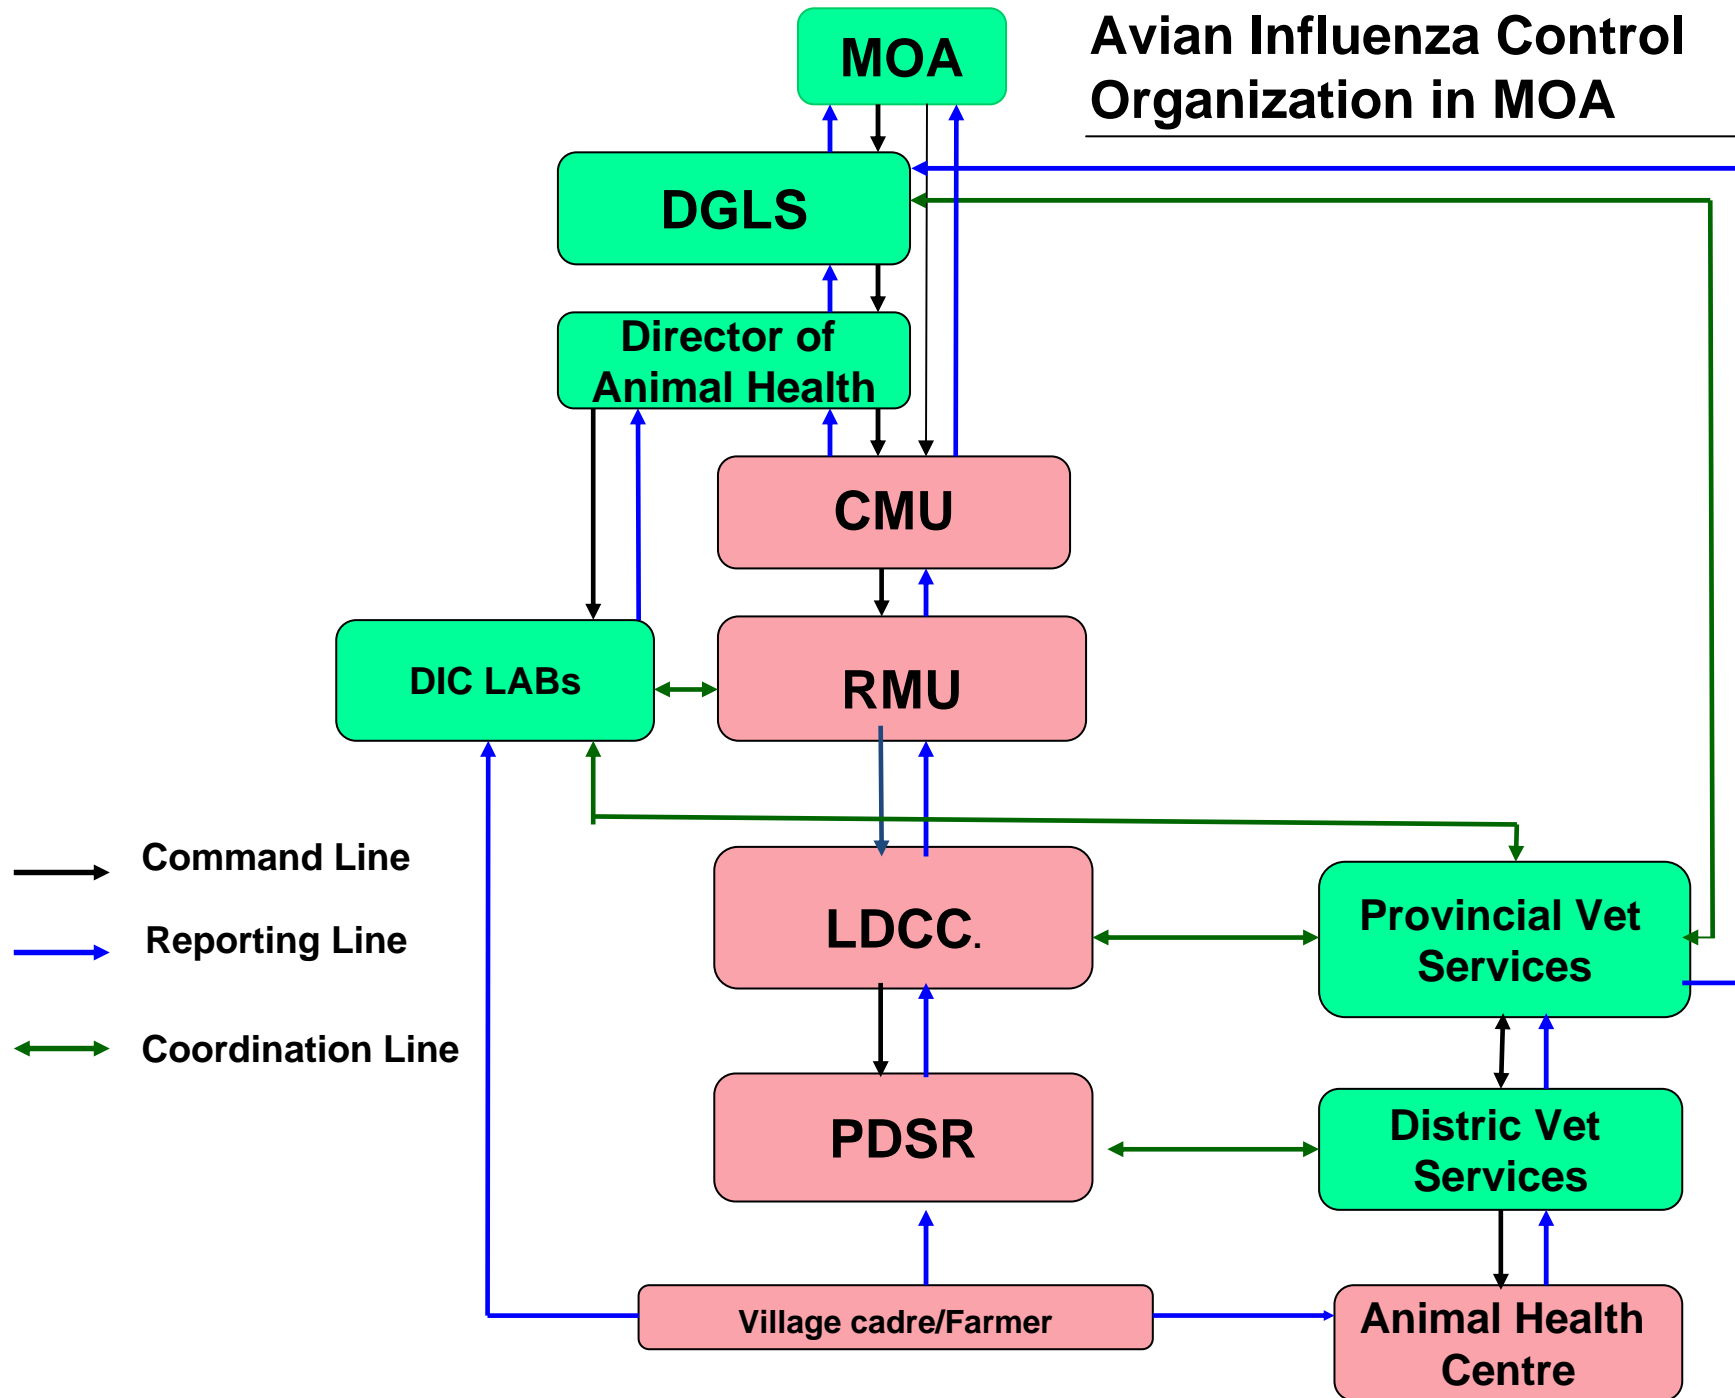 MOA
Avian Influenza Control
Organization in MOA
DGLS
Director of
Animal Health
CMU
DIC LABs
RMU
Command Line
Reporting Line
Coordination Line
LDCC.
Provincial Vet
Services
PDSR
Distric Vet
Services
Village cadre/Farmer
Animal Health
Centre